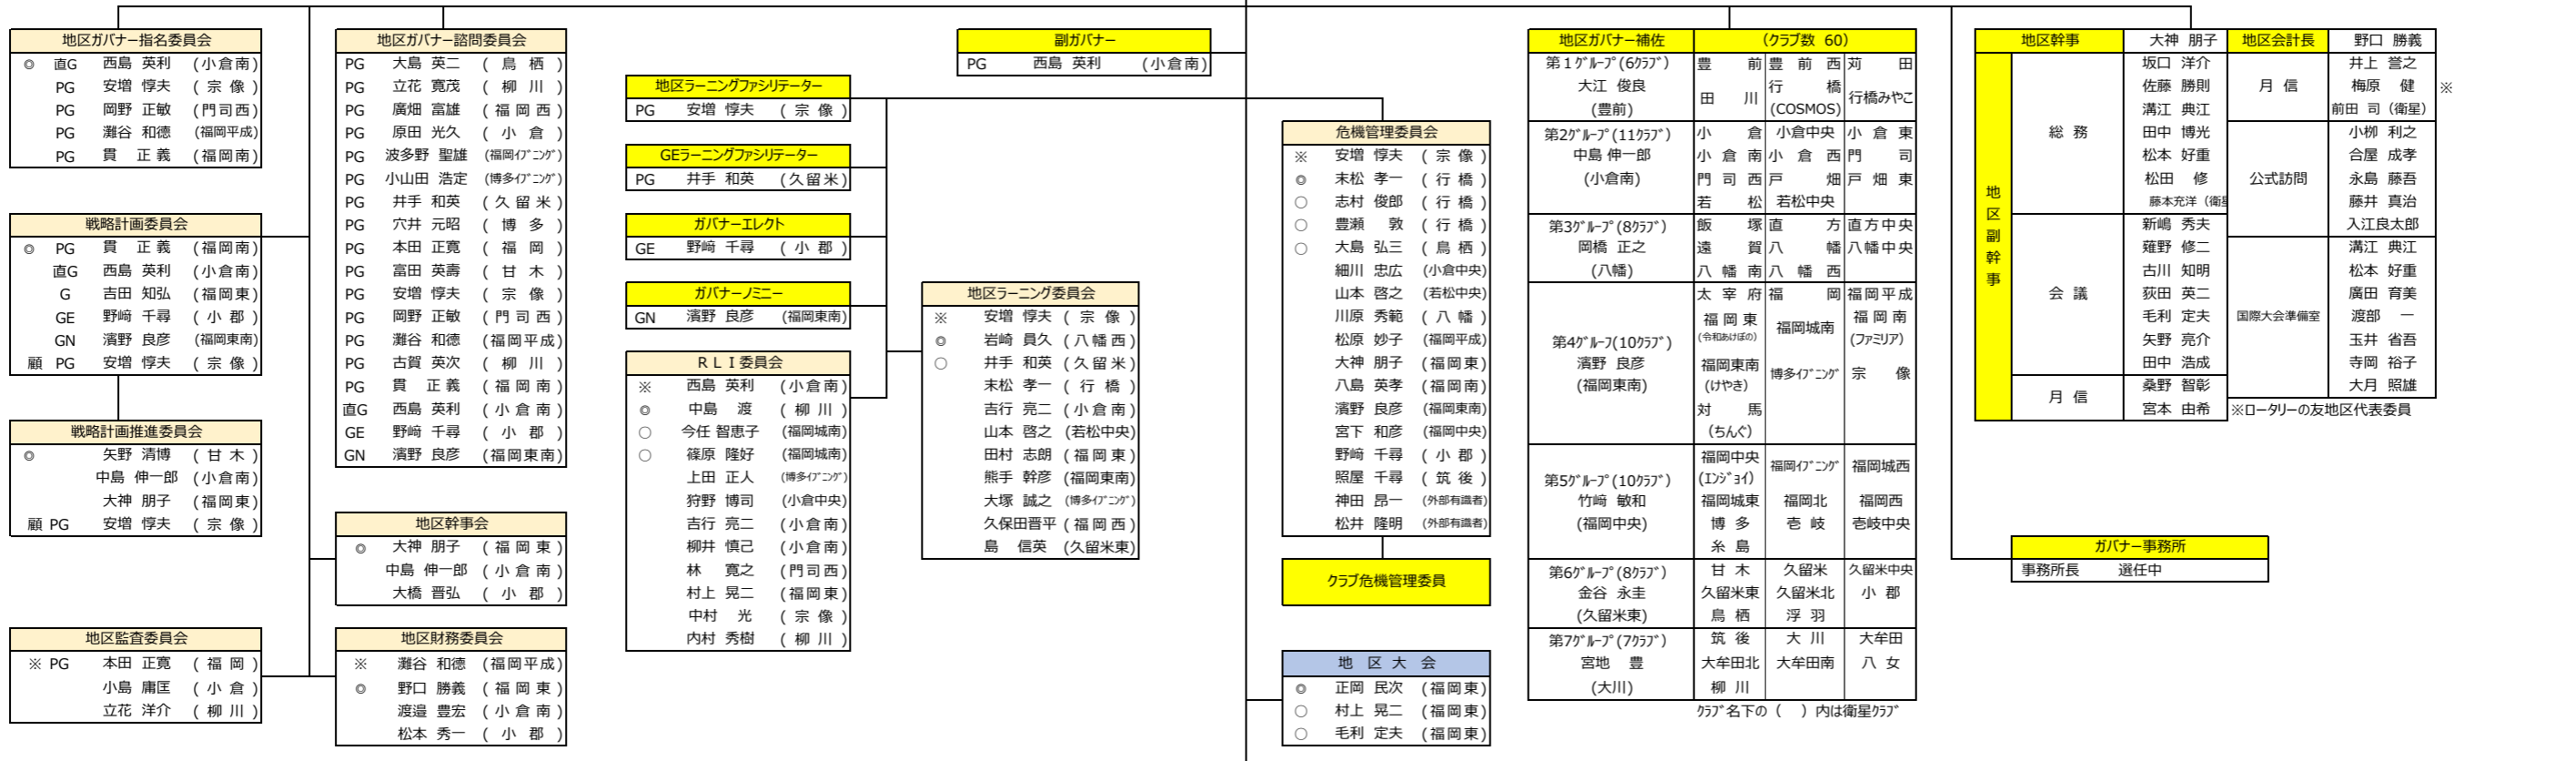 地区ガバナー指名委員会
◎ 直G 西島 英利 (小倉南)
PG 安増 惇夫 (宗像)
PG 岡野 正敏 (門司西)
PG 灘谷 和德 (福岡平成)
PG 貫 正義 (福岡南)
戦略計画委員会
◎ PG 貫 正義 (福岡南)
直G 西島 英利 (小倉南)
G 吉田 知弘 (福岡東)
GE 野﨑 千尋 (小郡)
GN 濱野 良彦 (福岡東南)
顧 PG 安増 惇夫 (宗像)
戦略計画推進委員会
◎ 矢野 清博 (甘木)
中島 伸一郎 (小倉南)
大神 朋子 (福岡東)
顧 PG 安増 惇夫 (宗像)
地区監査委員会
※ PG 本田 正寛 (福岡)
小島 庸匡 (小倉)
立花 洋介 (柳川)
地区ガバナー諮問委員会
PG 大島 英二 (鳥栖)
PG 立花 寛茂 (柳川)
PG 廣畑 富雄 (福岡西)
PG 原田 光久 (小倉)
PG 波多野 聖雄 (福岡イブニング)
PG 小山田 浩定 (博多イブニング)
PG 井手 和英 (久留米)
PG 穴井 元昭 (博多)
PG 本田 正寛 (福岡)
PG 富田 英壽 (甘木)
PG 安増 惇夫 (宗像)
PG 岡野 正敏 (門司西)
PG 灘谷 和德 (福岡平成)
PG 古賀 英次 (柳川)
PG 貫 正義 (福岡南)
直G 西島 英利 (小倉南)
GE 野﨑 千尋 (小郡)
GN 濱野 良彦 (福岡東南)
地区幹事会
◎ 大神 朋子 (福岡東)
中島 伸一郎 (小倉南)
大橋 晋弘 (小郡)
地区財務委員会
※ 灘谷 和德 (福岡平成)
◎ 野口 勝義 (福岡東)
渡邉 豊宏 (小倉南)
松本 秀一 (小郡)
地区ラーニングファシリテーター
PG 安増 惇夫 (宗像)
GEラーニングファシリテーター
PG 井手 和英 (久留米)
ガバナーエレクト
GE 野﨑 千尋 (小郡)
ガバナーノミニー
GN 濱野 良彦 (福岡東南)
ＲＬＩ委員会
※ 西島 英利 (小倉南)
◎ 中島 渡 (柳川)
○ 今任 智恵子 (福岡城南)
○ 篠原 隆好 (福岡城南)
上田 正人 (博多イブニング)
狩野 博司 (小倉中央)
吉行 亮二 (小倉南)
柳井 慎己 (小倉南)
林 寛之 (門司西)
村上 晃二 (福岡東)
中村 光 (宗像)
内村 秀樹 (柳川)
副ガバナー
PG 西島 英利 (小倉南)
地区ラーニング委員会
※ 安増 惇夫 (宗像)
◎ 岩崎 員久 (八幡西)
○ 井手 和英 (久留米)
末松 孝一 (行橋)
吉行 亮二 (小倉南)
山本 啓之 (若松中央)
田村 志朗 (福岡東)
熊手 幹彦 (福岡東南)
大塚 誠之 (博多イブニング)
久保田晋平 (福岡西)
島 信英 (久留米東)
危機管理委員会
※ 安増 惇夫 (宗像)
◎ 末松 孝一 (行橋)
○ 志村 俊郎 (行橋)
○ 豊瀬 敦 (行橋)
○ 大島 弘三 (鳥栖)
細川 忠広 (小倉中央)
山本 啓之 (若松中央)
川原 秀範 (八幡)
松原 妙子 (福岡平成)
大神 朋子 (福岡東)
八島 英孝 (福岡南)
濱野 良彦 (福岡東南)
宮下 和彦 (福岡中央)
野﨑 千尋 (小郡)
照屋 千尋 (筑後)
神田 昂一 (外部有識者)
松井 隆明 (外部有識者)
クラブ危機管理委員
地区大会
◎ 正岡 民次 (福岡東)
○ 村上 晃二 (福岡東)
○ 毛利 定夫 (福岡東)
地区ガバナー補佐 (クラブ数 60)
第１グループ(6クラブ)
大江 俊良
(豊前)
豊前 豊前西 苅田
田川 行橋(COSMOS) 行橋みやこ
第2グループ(11クラブ)
中島 伸一郎
(小倉南)
小倉 小倉中央 小倉東
小倉南 小倉西 門司
門司西 戸畑 戸畑東
若松 若松中央
第3グループ(8クラブ)
岡橋 正之
(八幡)
飯塚 直方 直方中央
遠賀 八幡 八幡中央
八幡南 八幡西
第4グループ(10クラブ)
濱野 良彦
(福岡東南)
太宰府 福岡 福岡平成
福岡東(令和あけぼの) 福岡城南 福岡南(ファミリア)
福岡東南(けやき) 博多イブニング 宗像
対馬
(ちんぐ)
第5グループ(10クラブ)
竹﨑 敏和
(福岡中央)
福岡中央(エンジョイ) 福岡イブニング 福岡城西
福岡城東 福岡北 福岡西
博多 壱岐 壱岐中央
糸島
第6グループ(8クラブ)
金谷 永圭
(久留米東)
甘木 久留米 久留米中央
久留米東 久留米北 小郡
鳥栖 浮羽
第7グループ(7クラブ)
宮地 豊
(大川)
筑後 大川 大牟田
大牟田北 大牟田南 八女
柳川
クラブ名下の（ ）内は衛星クラブ
地区幹事 大神 朋子 地区会計長 野口 勝義
地区副幹事
総務
坂口 洋介
佐藤 勝則
溝江 典江
田中 博光
松本 好重
松田 修
藤本充洋（衛星
会議
新嶋 秀夫
薙野 修二
古川 知明
荻田 英二
毛利 定夫
矢野 亮介
田中 浩成
月信
桑野 智彰
宮本 由希
月信
井上 誉之
梅原 健 ※
前田 司（衛星）
公式訪問
小栁 利之
合屋 成孝
永島 藤吾
藤井 真治
入江良太郎
国際大会準備室
溝江 典江
松本 好重
廣田 育美
渡部 一
玉井 省吾
寺岡 裕子
大月 照雄
※ロータリーの友地区代表委員
ガバナー事務所
事務所長 選任中